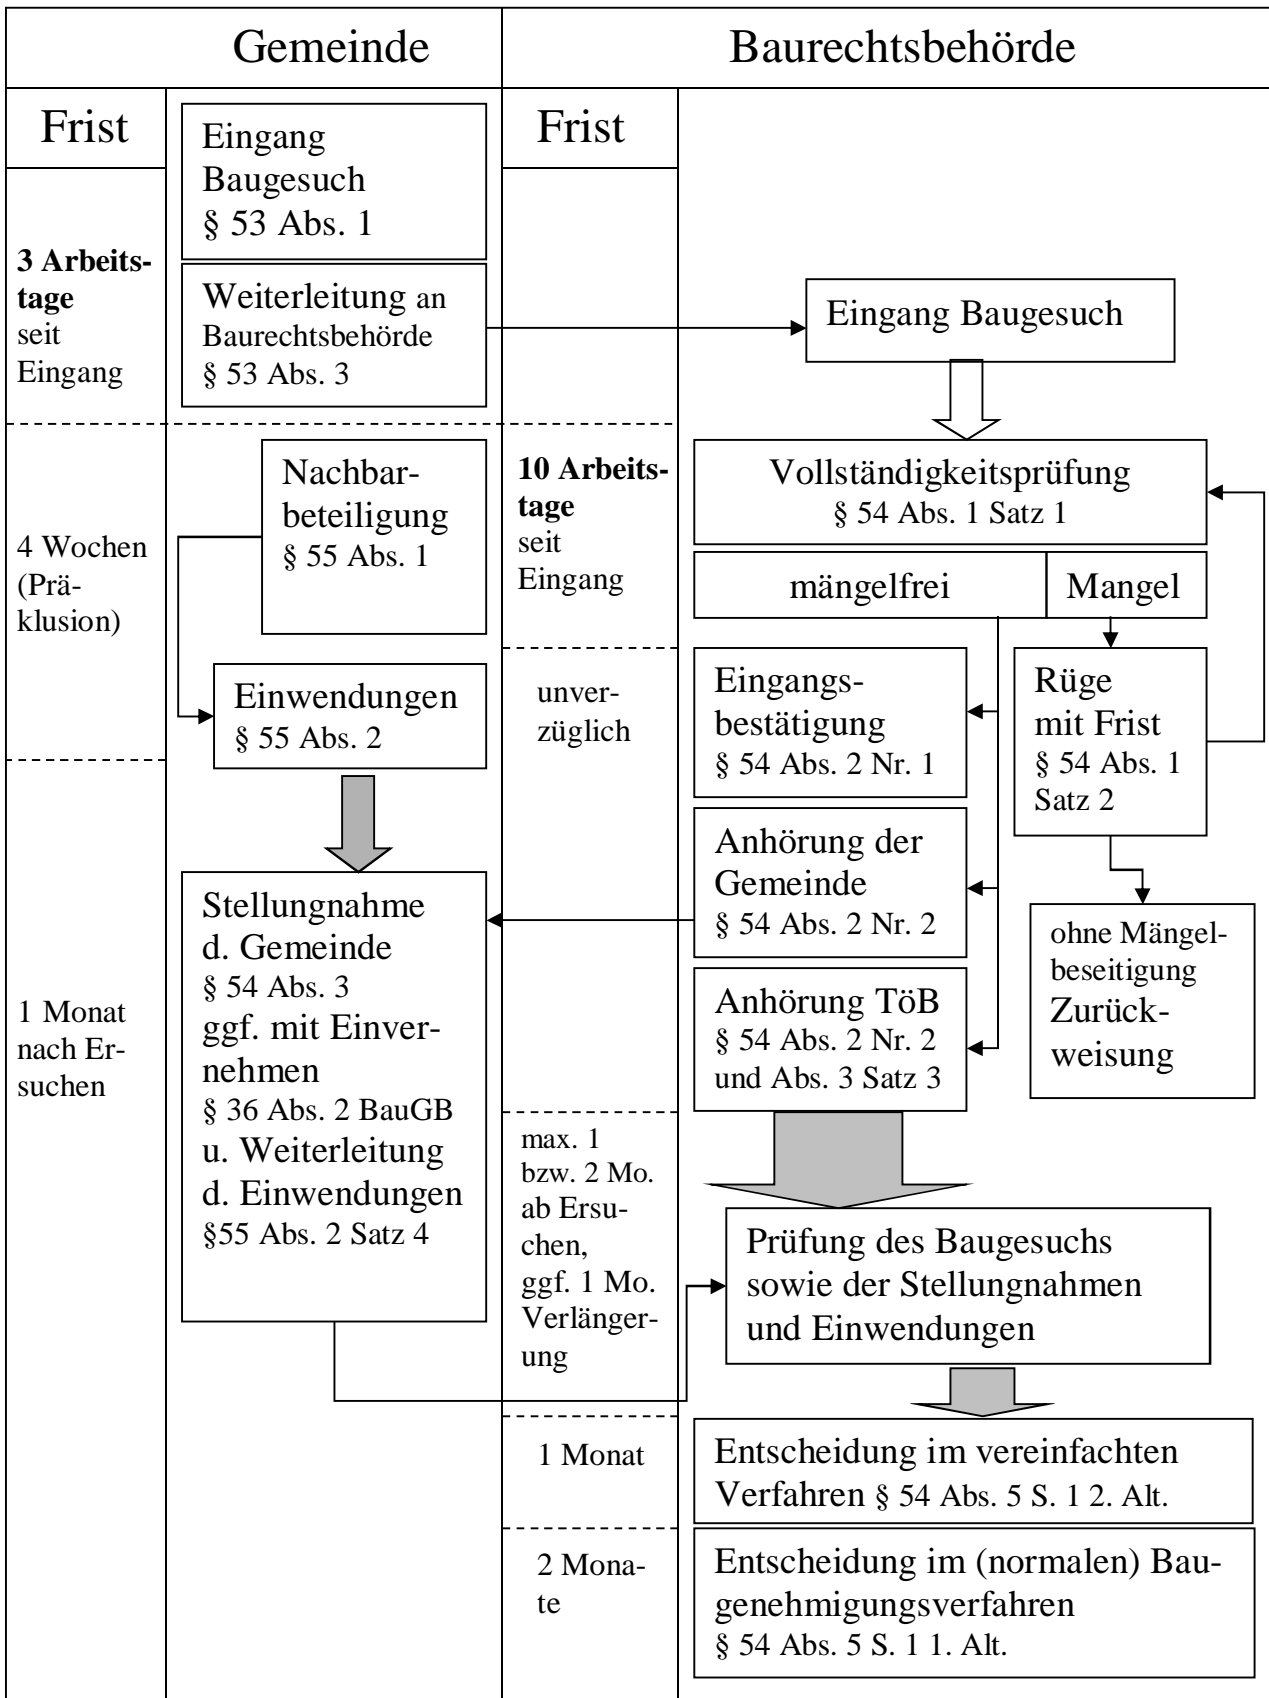 Gemeinde
Baurechtsbehörde
Frist
Eingang
Baugesuch
§ 53 Abs. 1
Frist
3 Arbeits-
tage
seit
Eingang
Weiterleitung an
Baurechtsbehörde
§ 53 Abs. 3
Eingang Baugesuch
4 Wochen
(Prä-
klusion)
Nachbar-
beteiligung
§ 55 Abs. 1
10 Arbeits-
tage
seit
Eingang
Vollständigkeitsprüfung
§ 54 Abs. 1 Satz 1
mängelfrei
Mangel
Einwendungen
§ 55 Abs. 2
unver-
züglich
Eingangs-
bestätigung
§ 54 Abs. 2 Nr. 1
Rüge
mit Frist
§ 54 Abs. 1
Satz 2
Anhörung der
Gemeinde
§ 54 Abs. 2 Nr. 2
ohne Mängel-
beseitigung
Zurück-
weisung
1 Monat
nach Er-
suchen
Stellungnahme
d. Gemeinde
§ 54 Abs. 3
ggf. mit Einver-
nehmen
§ 36 Abs. 2 BauGB
u. Weiterleitung
d. Einwendungen
§55 Abs. 2 Satz 4
Anhörung TöB
§ 54 Abs. 2 Nr. 2
und Abs. 3 Satz 3
max. 1
bzw. 2 Mo.
ab Ersu-
chen,
ggf. 1 Mo.
Verlänger-
ung
Prüfung des Baugesuchs
sowie der Stellungnahmen
und Einwendungen
1 Monat
Entscheidung im vereinfachten
Verfahren § 54 Abs. 5 S. 1 2. Alt.
2 Mona-
te
Entscheidung im (normalen) Bau-
genehmigungsverfahren
§ 54 Abs. 5 S. 1 1. Alt.